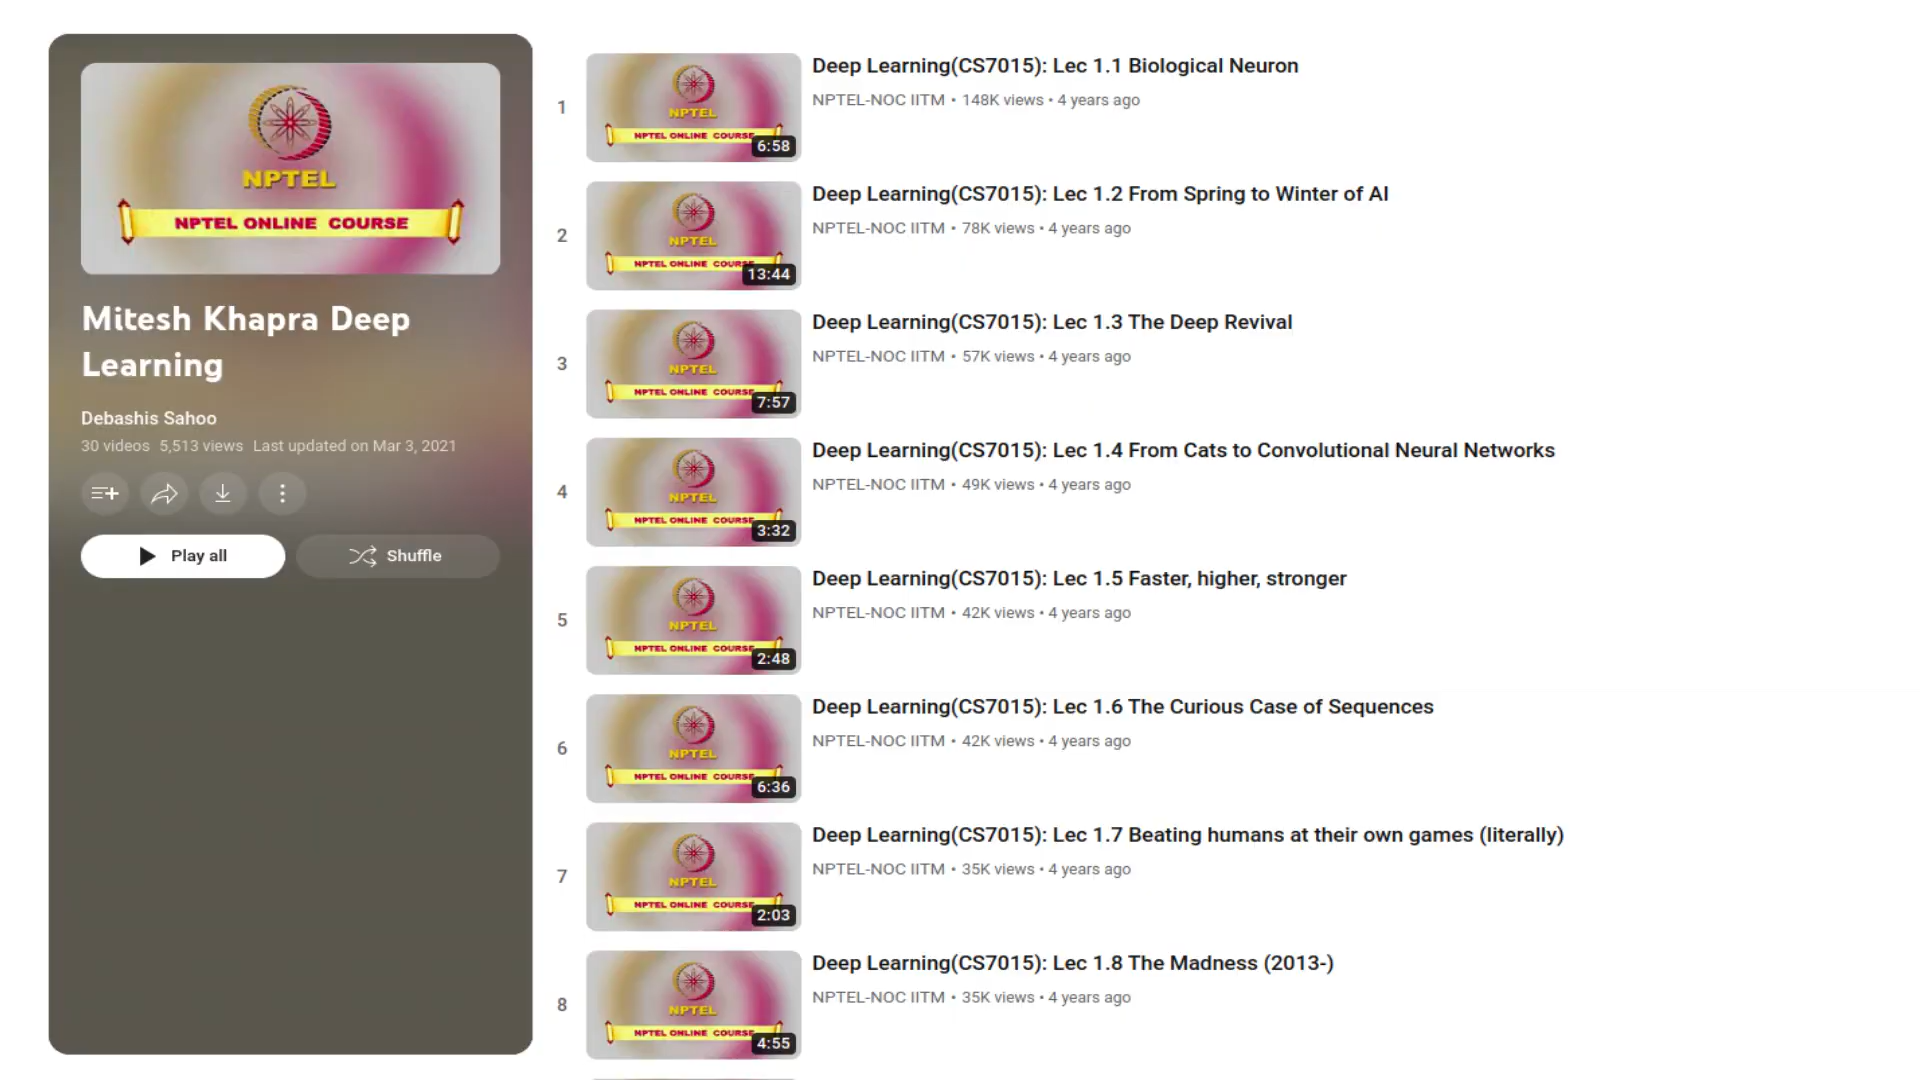 NPTEL
NPTEL ONLINE COURSE
Mitesh Khapra Deep
Learning
Debashis Sahoo
30 videos 5,513 views Last updated on Mar 3, 2021
Play all
Shuffle
1
NPTEL
NPTEL ONLINE COURSE
6:58
Deep Learning(CS7015): Lec 1.1 Biological Neuron
NPTEL-NOC IITM • 148K views • 4 years ago
2
NPTEL
NPTEL ONLINE COURSE
13:44
Deep Learning(CS7015): Lec 1.2 From Spring to Winter of AI
NPTEL-NOC IITM • 78K views • 4 years ago
3
NPTEL
NPTEL ONLINE COURSE
7:57
Deep Learning(CS7015): Lec 1.3 The Deep Revival
NPTEL-NOC IITM • 57K views • 4 years ago
4
NPTEL
NPTEL ONLINE COURSE
3:32
Deep Learning(CS7015): Lec 1.4 From Cats to Convolutional Neural Networks
NPTEL-NOC IITM • 49K views • 4 years ago
5
NPTEL
NPTEL ONLINE COURSE
2:48
Deep Learning(CS7015): Lec 1.5 Faster, higher, stronger
NPTEL-NOC IITM • 42K views • 4 years ago
6
NPTEL
NPTEL ONLINE COURSE
6:36
Deep Learning(CS7015): Lec 1.6 The Curious Case of Sequences
NPTEL-NOC IITM • 42K views • 4 years ago
7
NPTEL
NPTEL ONLINE COURSE
2:03
Deep Learning(CS7015): Lec 1.7 Beating humans at their own games (literally)
NPTEL-NOC IITM • 35K views • 4 years ago
8
NPTEL
NPTEL ONLINE COURSE
4:55
Deep Learning(CS7015): Lec 1.8 The Madness (2013-)
NPTEL-NOC IITM • 35K views • 4 years ago